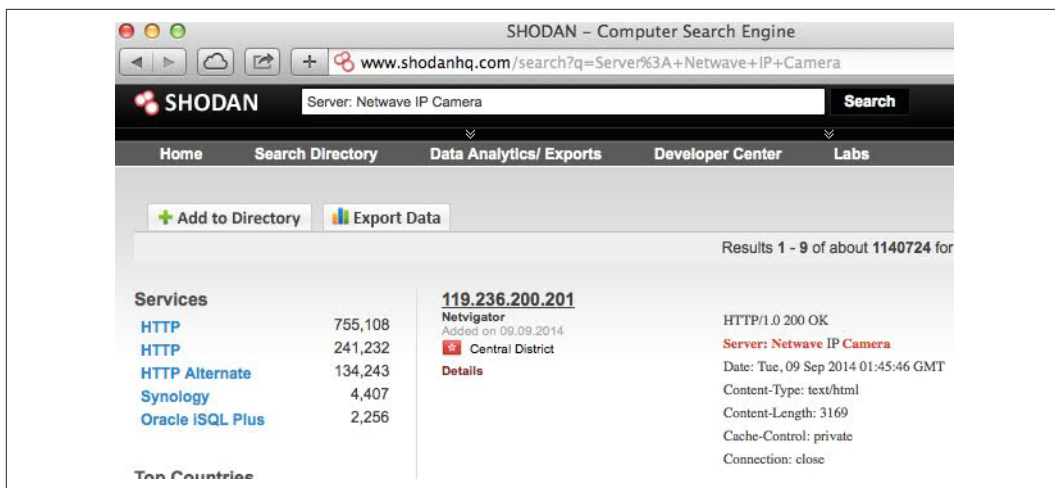 SHODAN – Computer Search Engine
www.shodanhq.com/search?q=Server%3A+Netwave+IP+Camera
SHODAN Server: Netwave IP Camera Search
Home Search Directory Data Analytics/ Exports Developer Center Labs
Add to Directory Export Data
Results 1 - 9 of about 1140724 for
Services
HTTP 755,108
HTTP 241,232
HTTP Alternate 134,243
Synology 4,407
Oracle iSQL Plus 2,256
Top Countries
119.236.200.201
Netvigator
Added on 09.09.2014
Central District
Details
HTTP/1.0 200 OK
Server: Netwave IP Camera
Date: Tue, 09 Sep 2014 01:45:46 GMT
Content-Type: text/html
Content-Length: 3169
Cache-Control: private
Connection: close